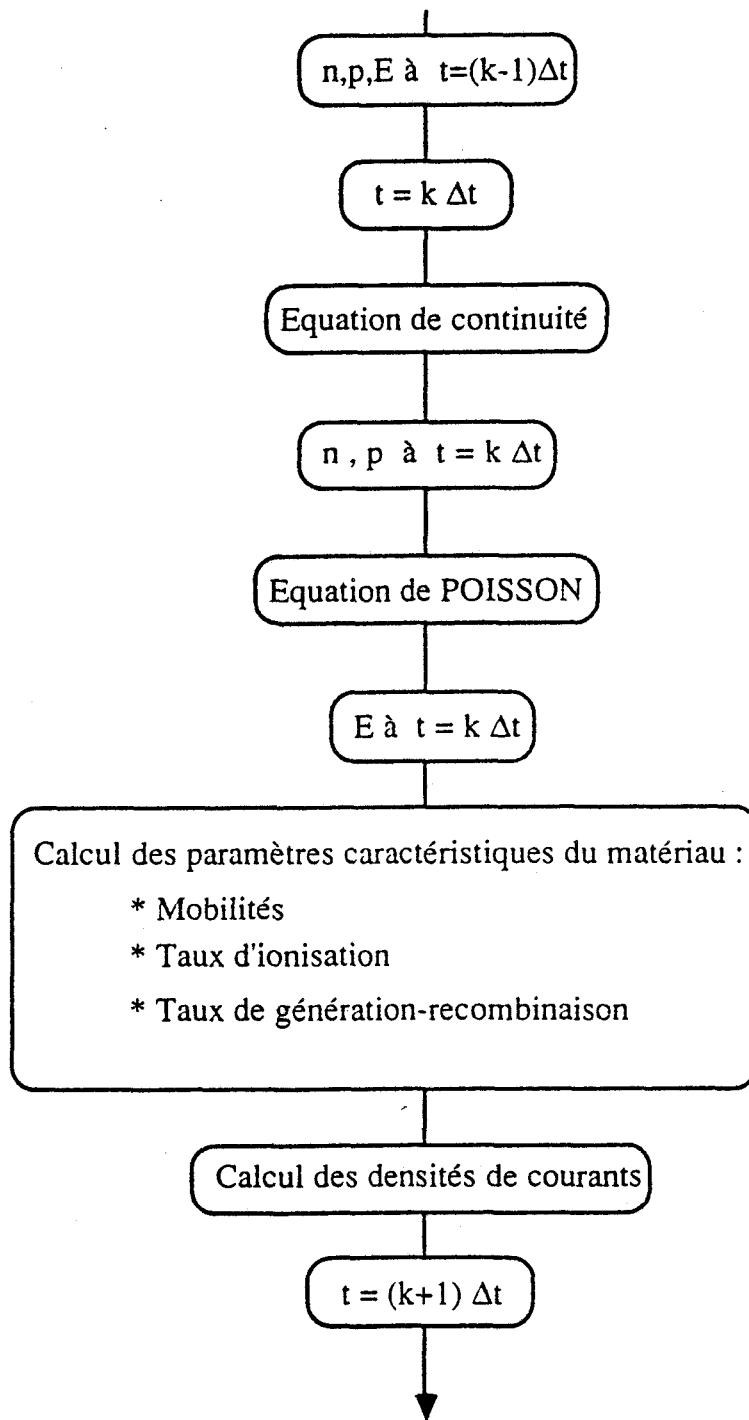 n,p,E à t=(k-1)Δt
t = k Δt
Equation de continuité
n , p à t = k Δt
Equation de POISSON
E à t = k Δt
Calcul des paramètres caractéristiques du matériau :
* Mobilités
* Taux d'ionisation
* Taux de génération-recombinaison
Calcul des densités de courants
t = (k+1) Δt